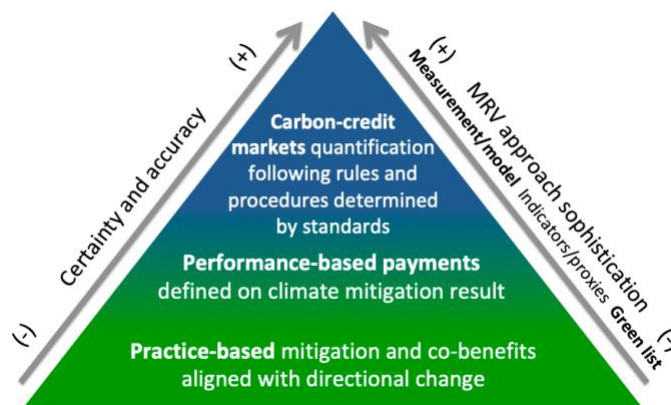 (+)
(+)
Certainty and accuracy
MRV approach sophistication
Measurement/model Indicators/proxies Green list
Carbon-credit
markets quantification
following rules and
procedures determined
by standards
Performance-based payments
defined on climate mitigation result
(-)
(-)
Practice-based mitigation and co-benefits
aligned with directional change